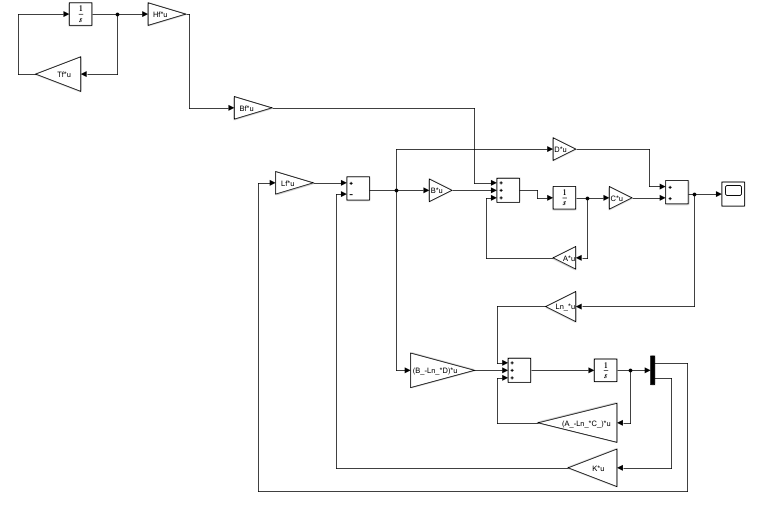 1
s
Hf*u
Tf*u
Bf*u
D*u
Lf*u
+
−
B*u
+
+
+
1
s
C*u
+
+
A*u
Ln_*u
(B_-Ln_*D)*u
+
+
+
1
s
(A_-Ln_*C_)*u
K*u